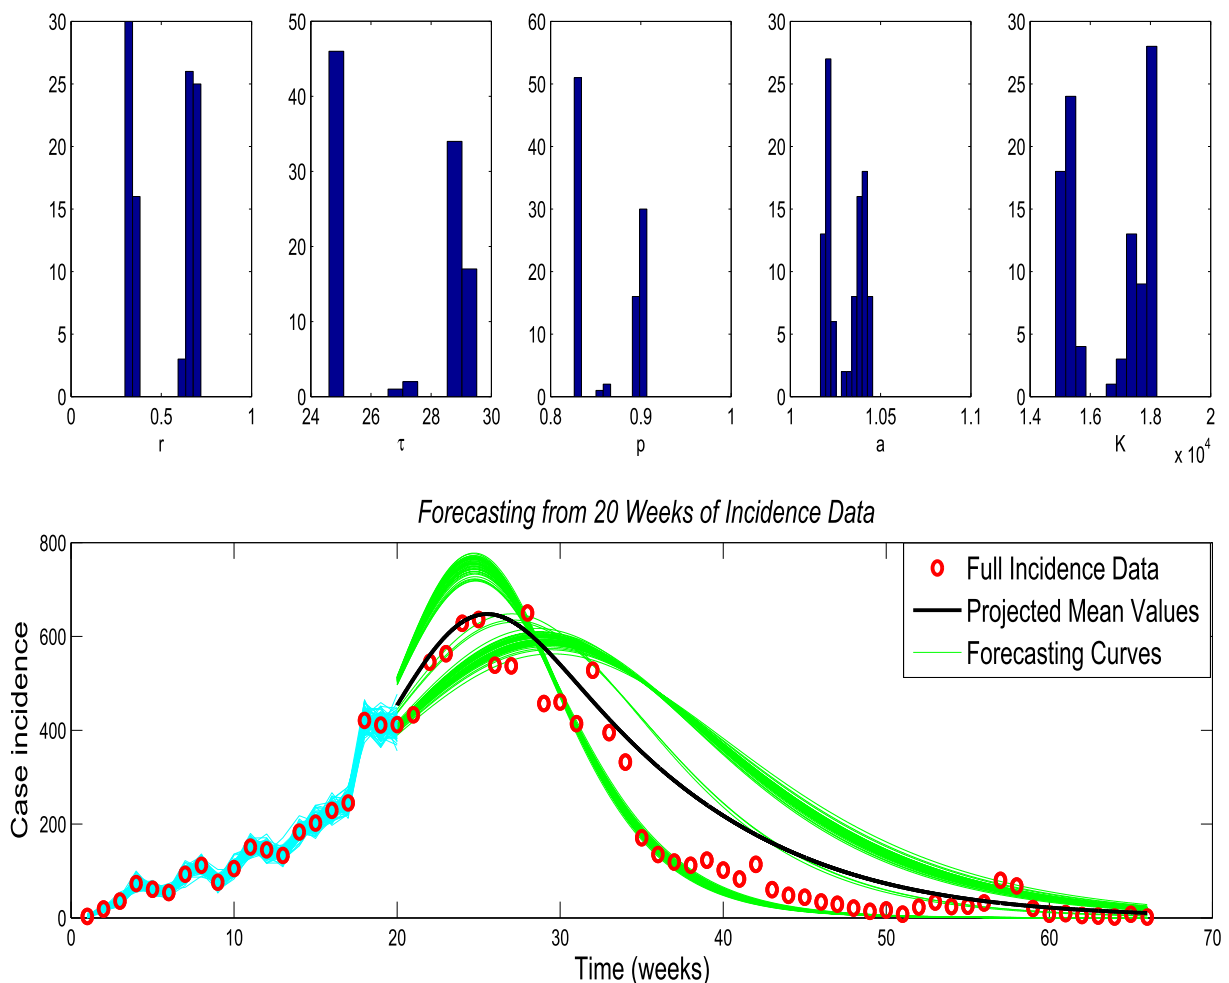 30 25 20 15 10 5 0
0 0.5 1
r
50 40 30 20 10 0
24 26 28 30
τ
60 50 40 30 20 10 0
0.8 0.9 1
p
30 25 20 15 10 5 0
1 1.05 1.1
a
30 25 20 15 10 5 0
1.4 1.6 1.8 2
K
x 10^4
Forecasting from 20 Weeks of Incidence Data
800 600 400 200 0
Case incidence
Full Incidence Data
Projected Mean Values
Forecasting Curves
0 10 20 30 40 50 60 70
Time (weeks)